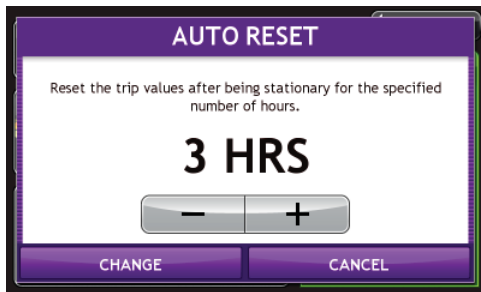 AUTO RESET
Reset the trip values after being stationary for the specified
number of hours.
3 HRS
− +
CHANGE CANCEL